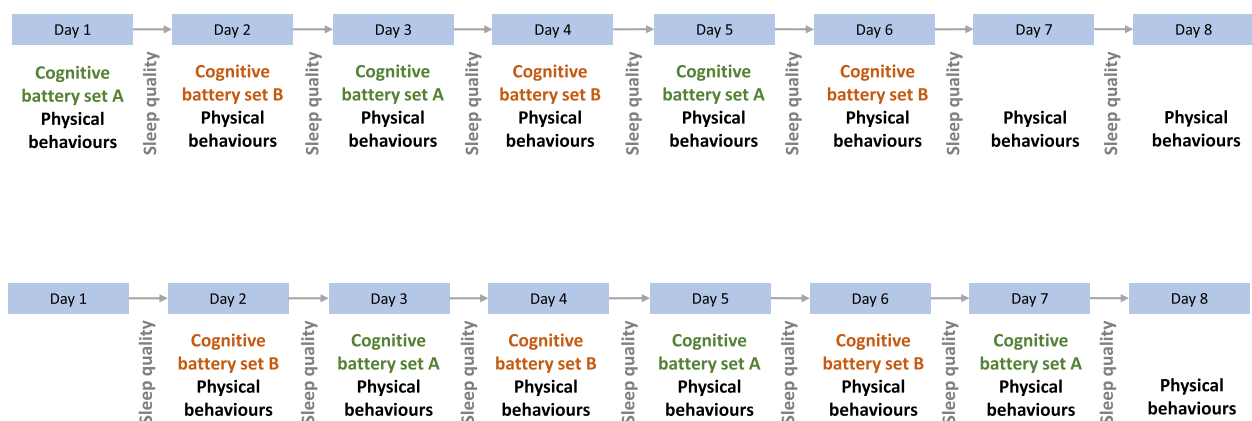 Day 1
Day 2
Day 3
Day 4
Day 5
Day 6
Day 7
Day 8
Cognitive
battery set A
Physical
behaviours
Sleep quality
Cognitive
battery set B
Physical
behaviours
Sleep quality
Cognitive
battery set A
Physical
behaviours
Sleep quality
Cognitive
battery set B
Physical
behaviours
Sleep quality
Cognitive
battery set A
Physical
behaviours
Sleep quality
Cognitive
battery set B
Physical
behaviours
Sleep quality
Physical
behaviours
Sleep quality
Physical
behaviours
Day 1
Day 2
Day 3
Day 4
Day 5
Day 6
Day 7
Day 8
Sleep quality
Cognitive
battery set B
Physical
behaviours
Sleep quality
Cognitive
battery set A
Physical
behaviours
Sleep quality
Cognitive
battery set B
Physical
behaviours
Sleep quality
Cognitive
battery set A
Physical
behaviours
Sleep quality
Cognitive
battery set B
Physical
behaviours
Sleep quality
Cognitive
battery set A
Physical
behaviours
Sleep quality
Physical
behaviours